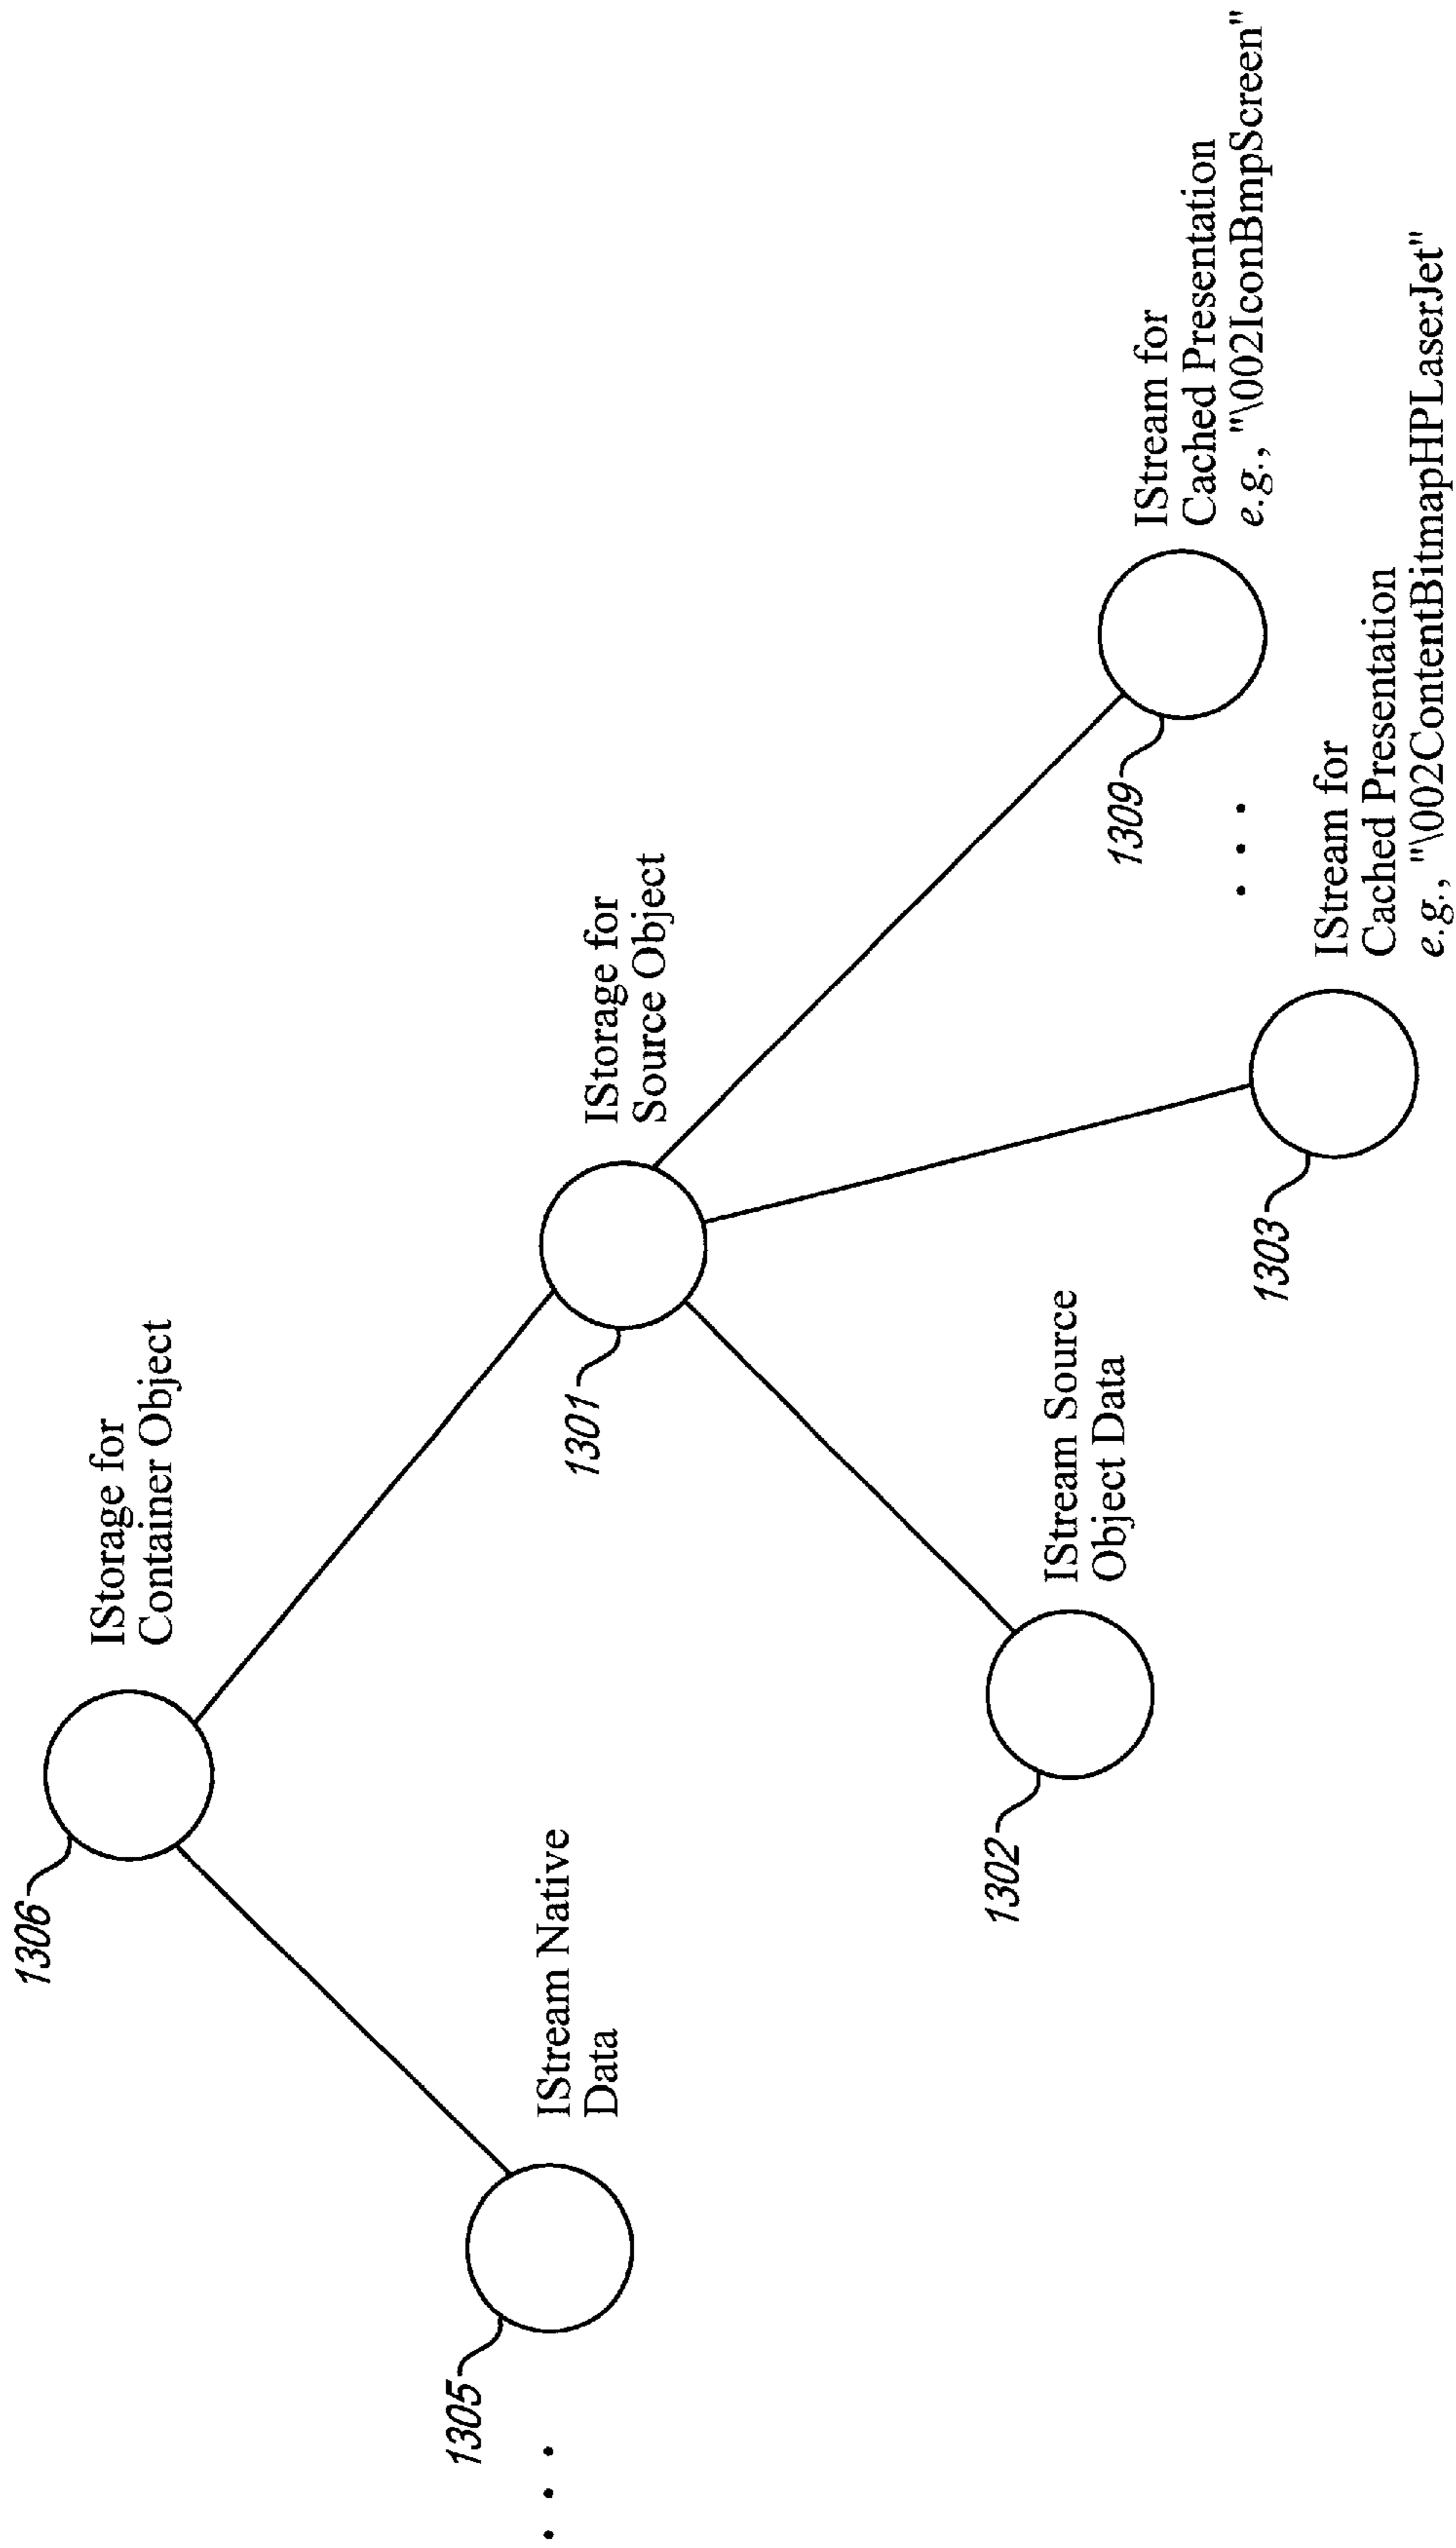 1306
IStorage for
Container Object
. . .
1305
IStream Native
Data
1301
IStorage for
Source Object
1302
IStream Source
Object Data
1303
IStream for
Cached Presentation
e.g., "\002ContentBitmapHPLaserJet"
. . .
1309
IStream for
Cached Presentation
e.g., "\002IconBmpScreen"